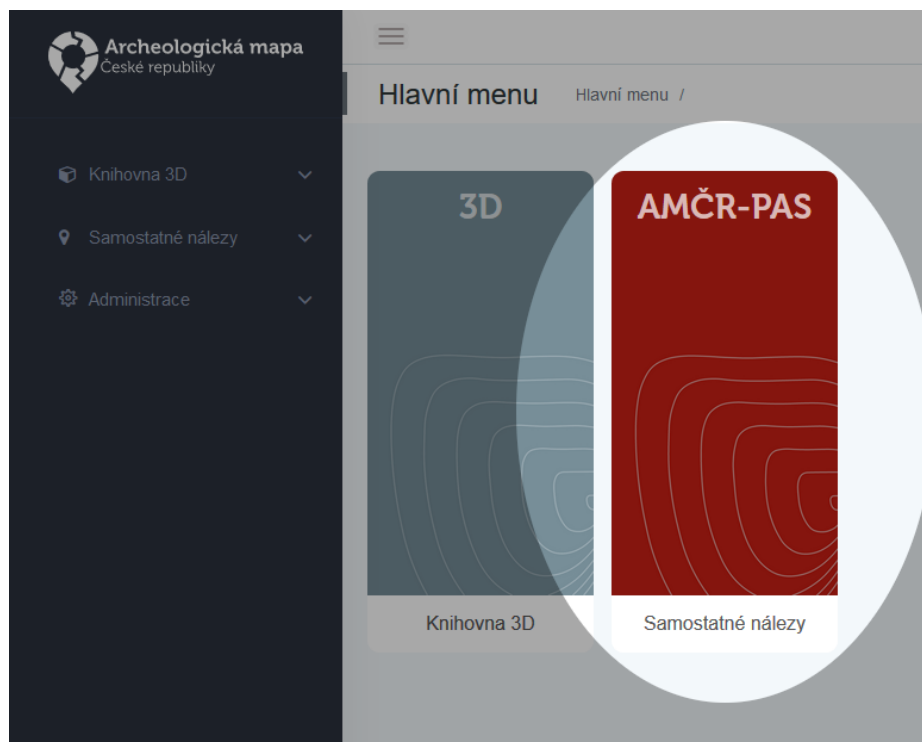 Archeologická mapa
České republiky
Knihovna 3D
Samostatné nálezy
Administrace
Hlavní menu
Hlavní menu /
3D
Knihovna 3D
AMČR-PAS
Samostatné nálezy